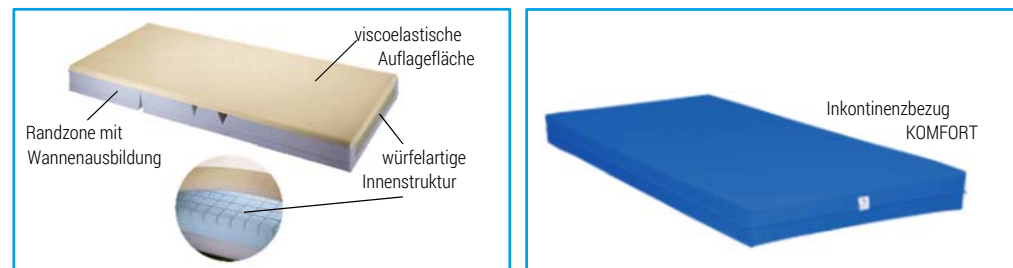 viscoelastische
Auflagefläche
Randzone mit
Wannenausbildung
würfelartige
Innenstruktur
Inkontinenzbezug
KOMFORT